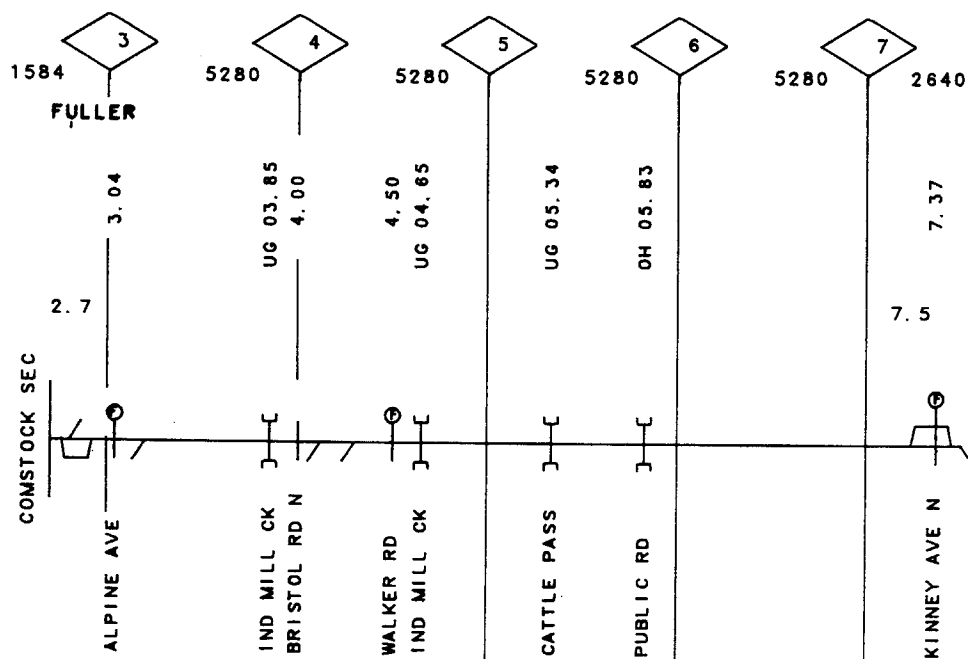 3
4
5
6
7
1584
5280
5280
5280
5280
2640
FULLER
3.04
UG 03.85
4.00
4.50
UG 04.65
UG 05.34
OH 05.83
7.37
2.7
7.5
F
F
F
COMSTOCK SEC
ALPINE AVE
IND MILL CK
BRISTOL RD N
WALKER RD
IND MILL CK
CATTLE PASS
PUBLIC RD
KINNEY AVE N